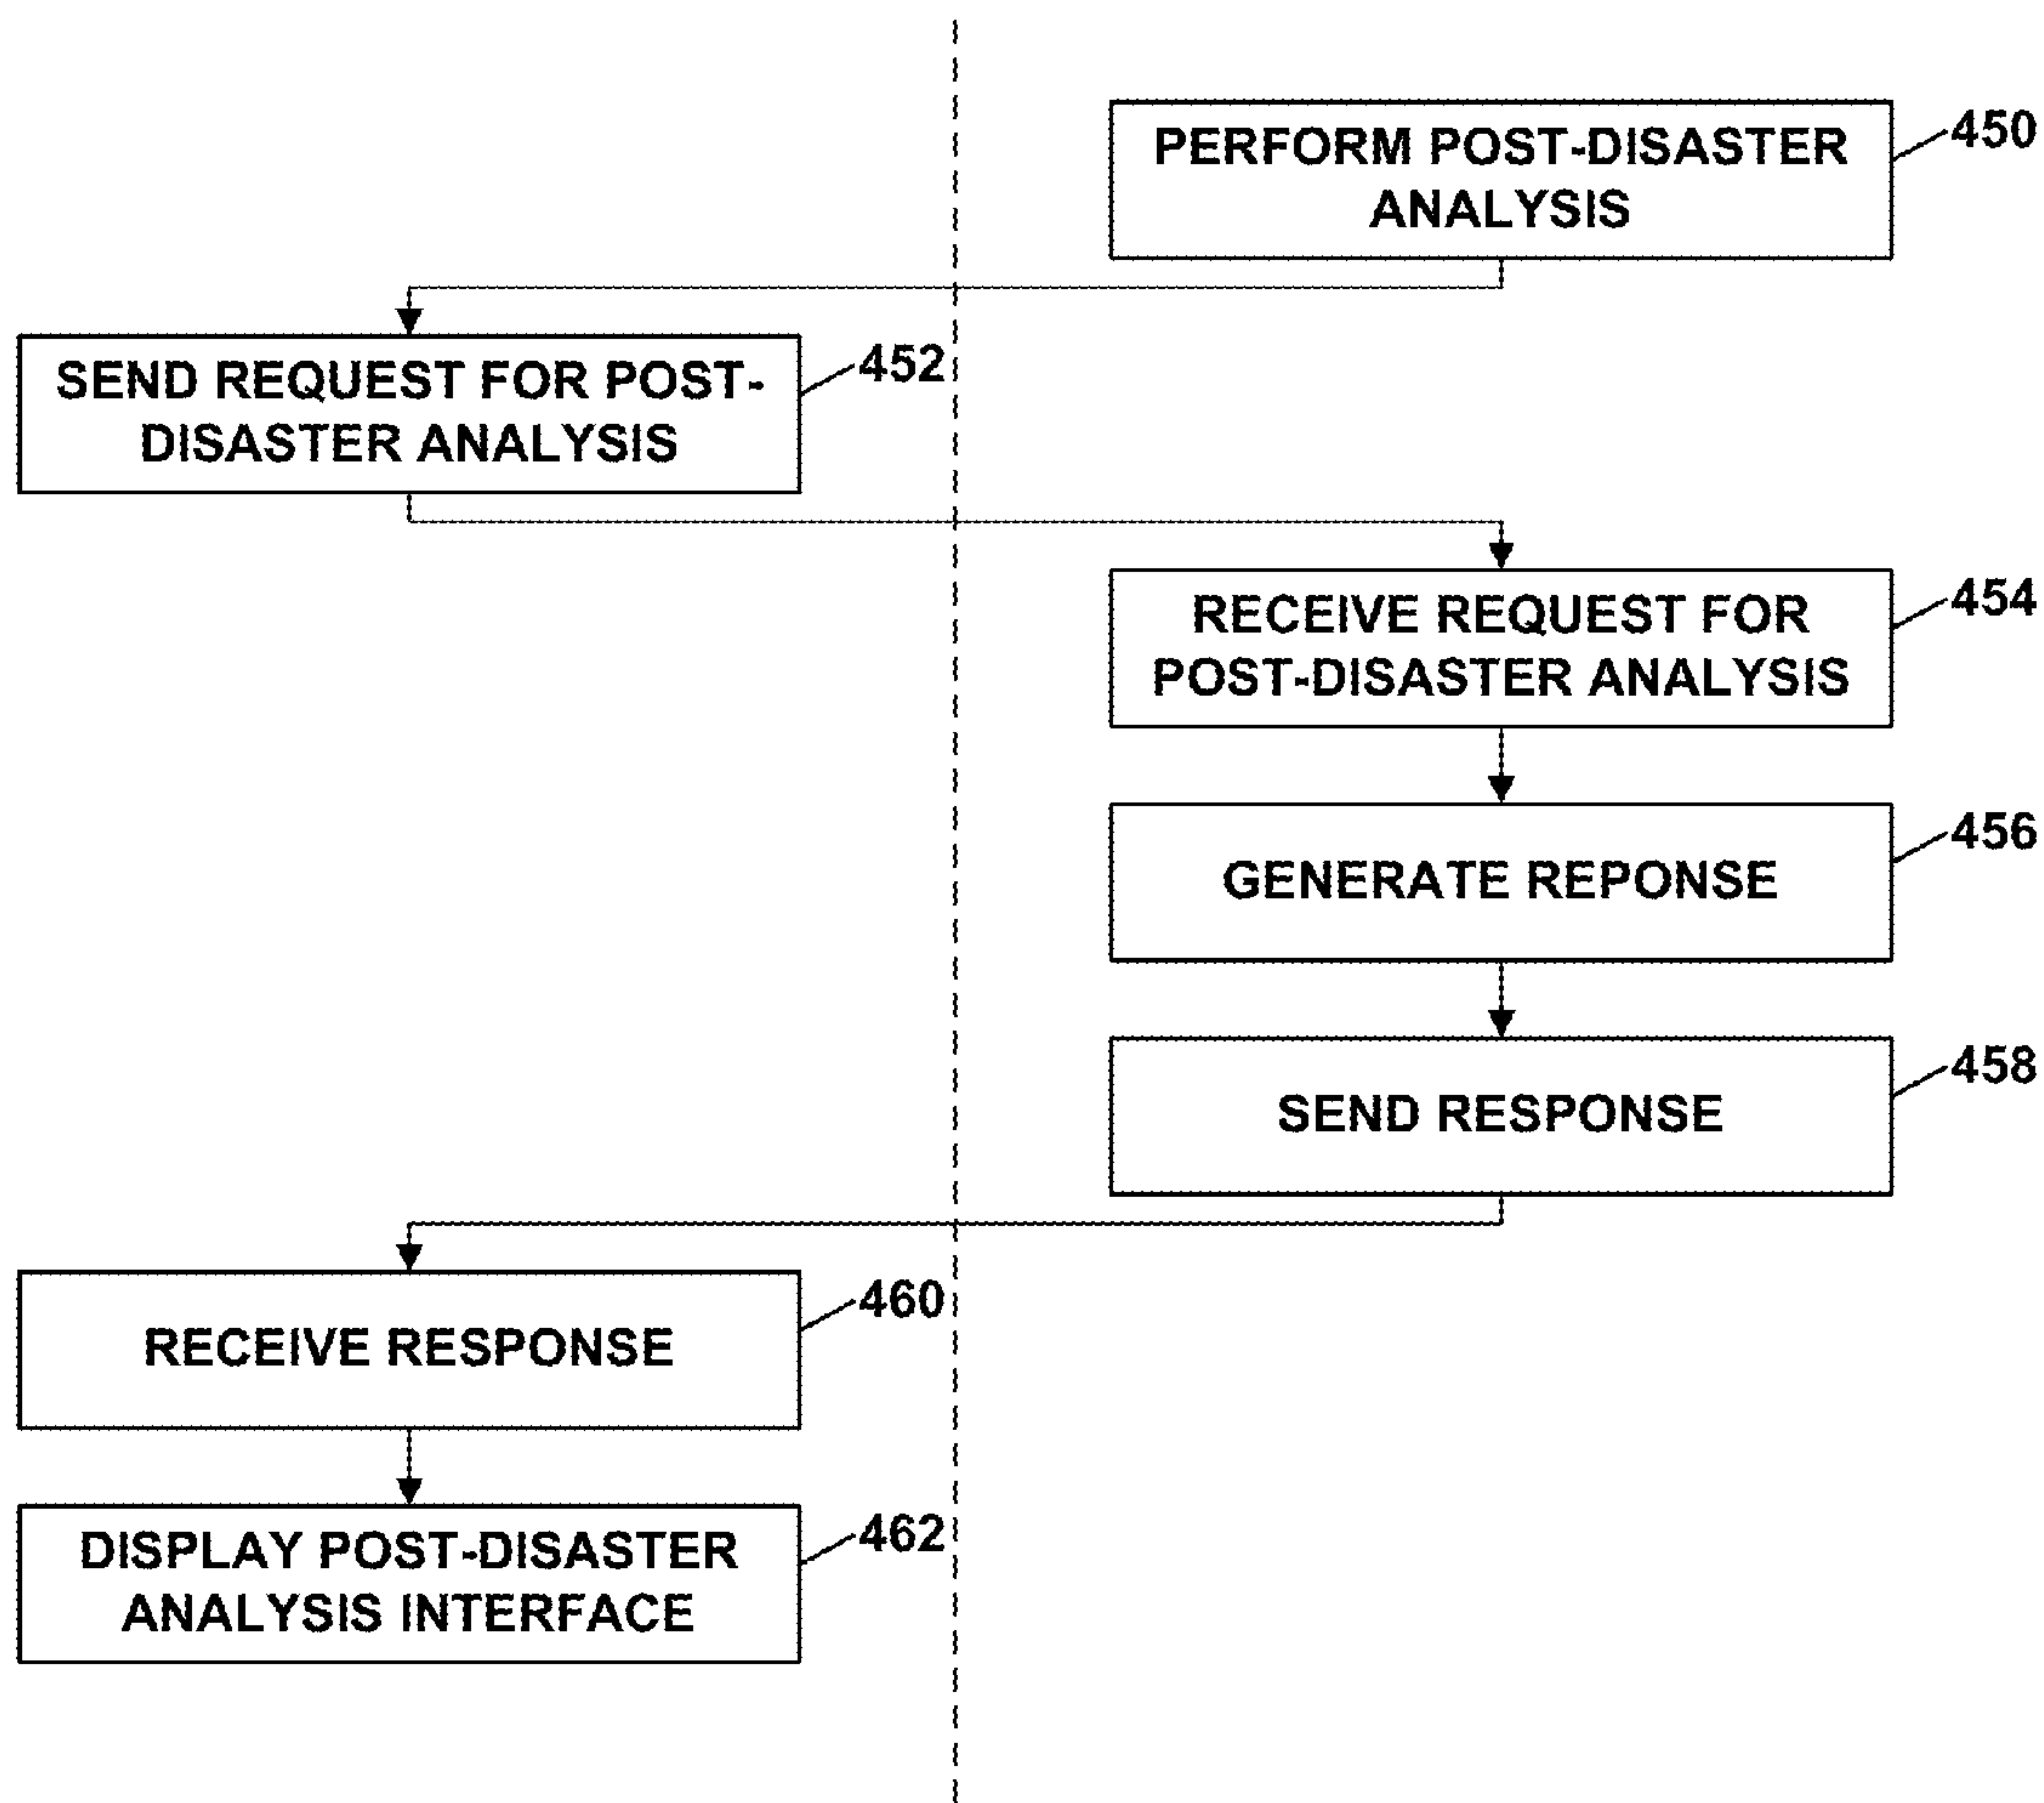 PERFORM POST-DISASTER
ANALYSIS
450
SEND REQUEST FOR POST-
DISASTER ANALYSIS
452
RECEIVE REQUEST FOR
POST-DISASTER ANALYSIS
454
GENERATE REPONSE
456
SEND RESPONSE
458
RECEIVE RESPONSE
460
DISPLAY POST-DISASTER
ANALYSIS INTERFACE
462